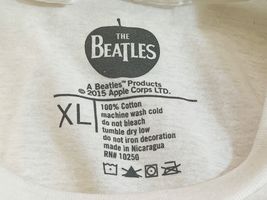 THE
BEATLES
A Beatles™ Products
© 2015 Apple Corps LTD.
XL
100% Cotton
machine wash cold
do not bleach
tumble dry low
do not iron decoration
made in Nicaragua
RN# 10250